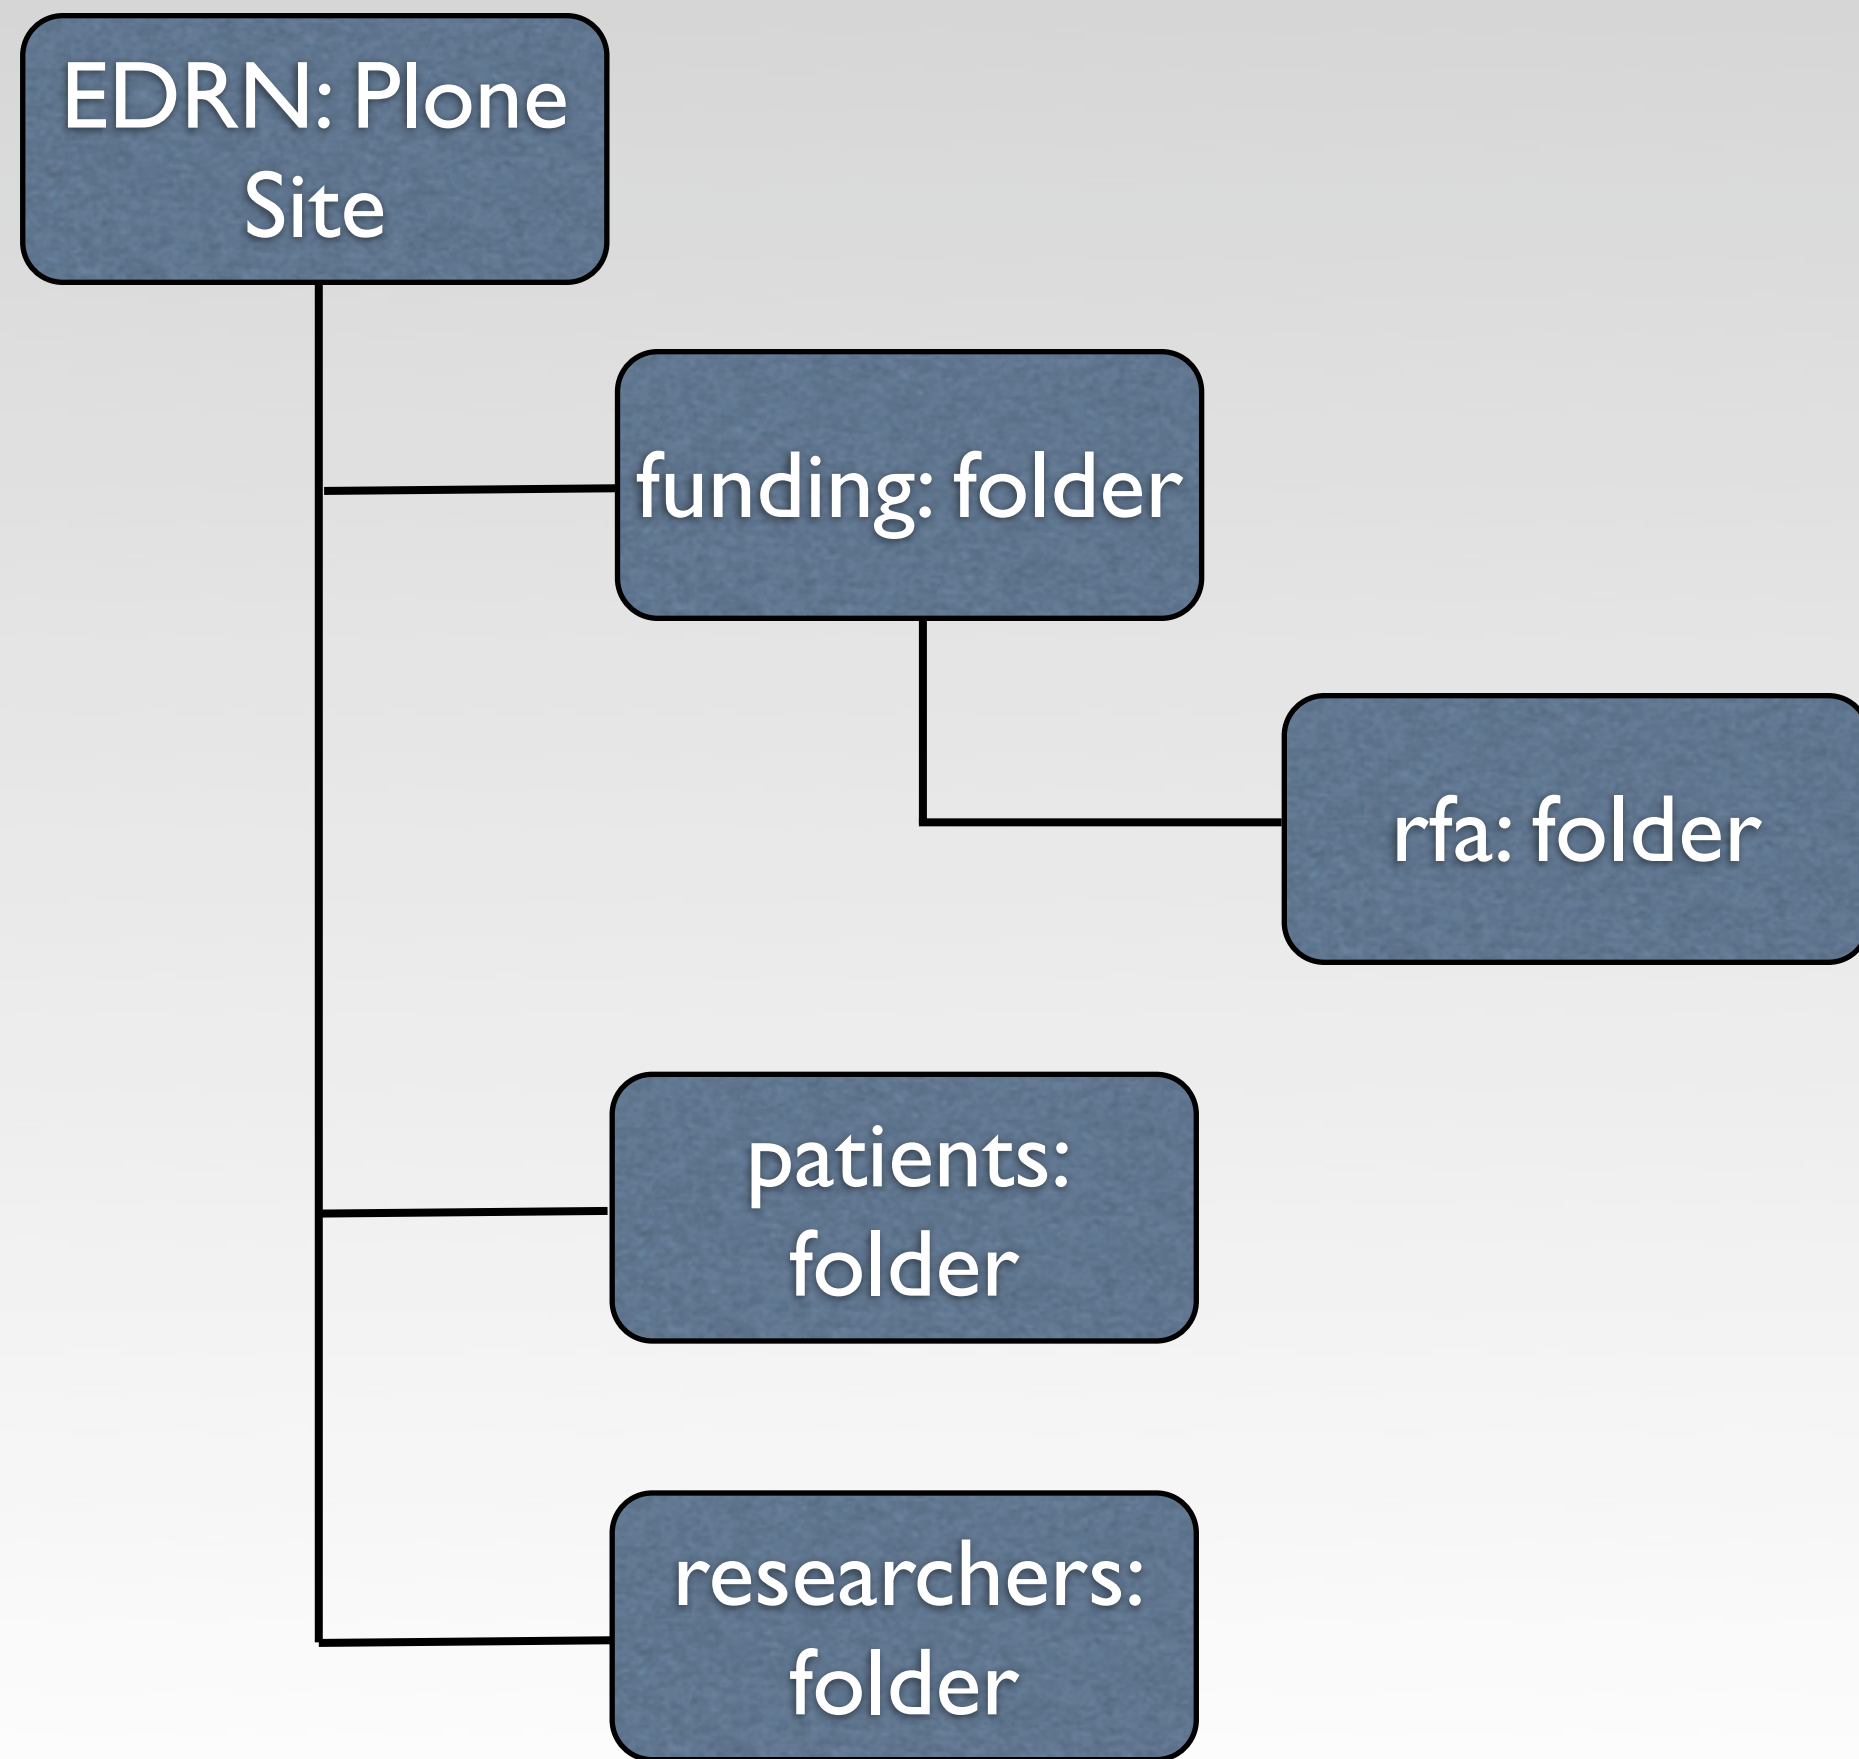 EDRN: Plone
Site
funding: folder
rfa: folder
patients:
folder
researchers:
folder